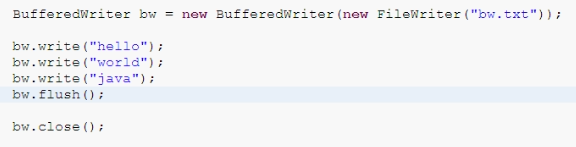 BufferedWriter bw = new BufferedWriter(new FileWriter("bw.txt"));
bw.write("hello");
bw.write("world");
bw.write("java");
bw.flush();
bw.close();